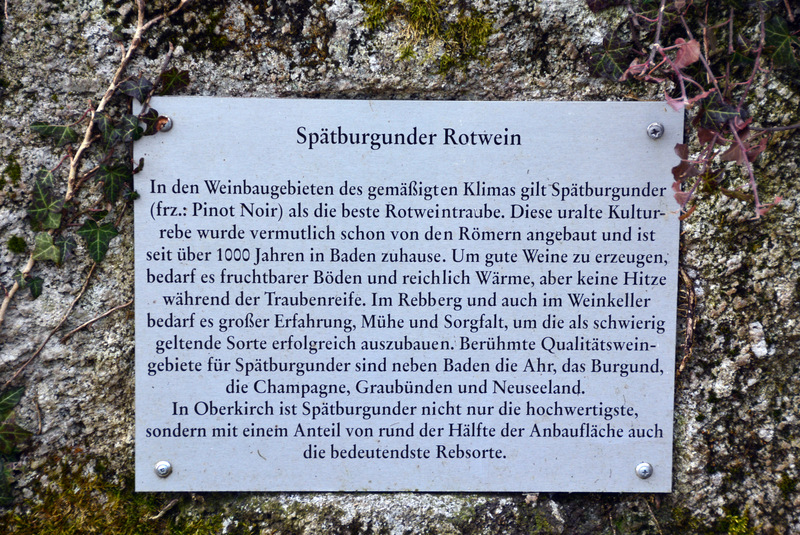 Spätburgunder Rotwein
In den Weinbaugebieten des gemäßigten Klimas gilt Spätburgunder
(frz.: Pinot Noir) als die beste Rotweintraube. Diese uralte Kultur-
rebe wurde vermutlich schon von den Römern angebaut und ist
seit über 1000 Jahren in Baden zuhause. Um gute Weine zu erzeugen,
bedarf es fruchtbarer Böden und reichlich Wärme, aber keine Hitze
während der Traubenreife. Im Rebberg und auch im Weinkeller
bedarf es großer Erfahrung, Mühe und Sorgfalt, um die als schwierig
geltende Sorte erfolgreich auszubauen. Berühmte Qualitätswein-
gebiete für Spätburgunder sind neben Baden die Ahr, das Burgund,
die Champagne, Graubünden und Neuseeland.
In Oberkirch ist Spätburgunder nicht nur die hochwertigste,
sondern mit einem Anteil von rund der Hälfte der Anbaufläche auch
die bedeutendste Rebsorte.